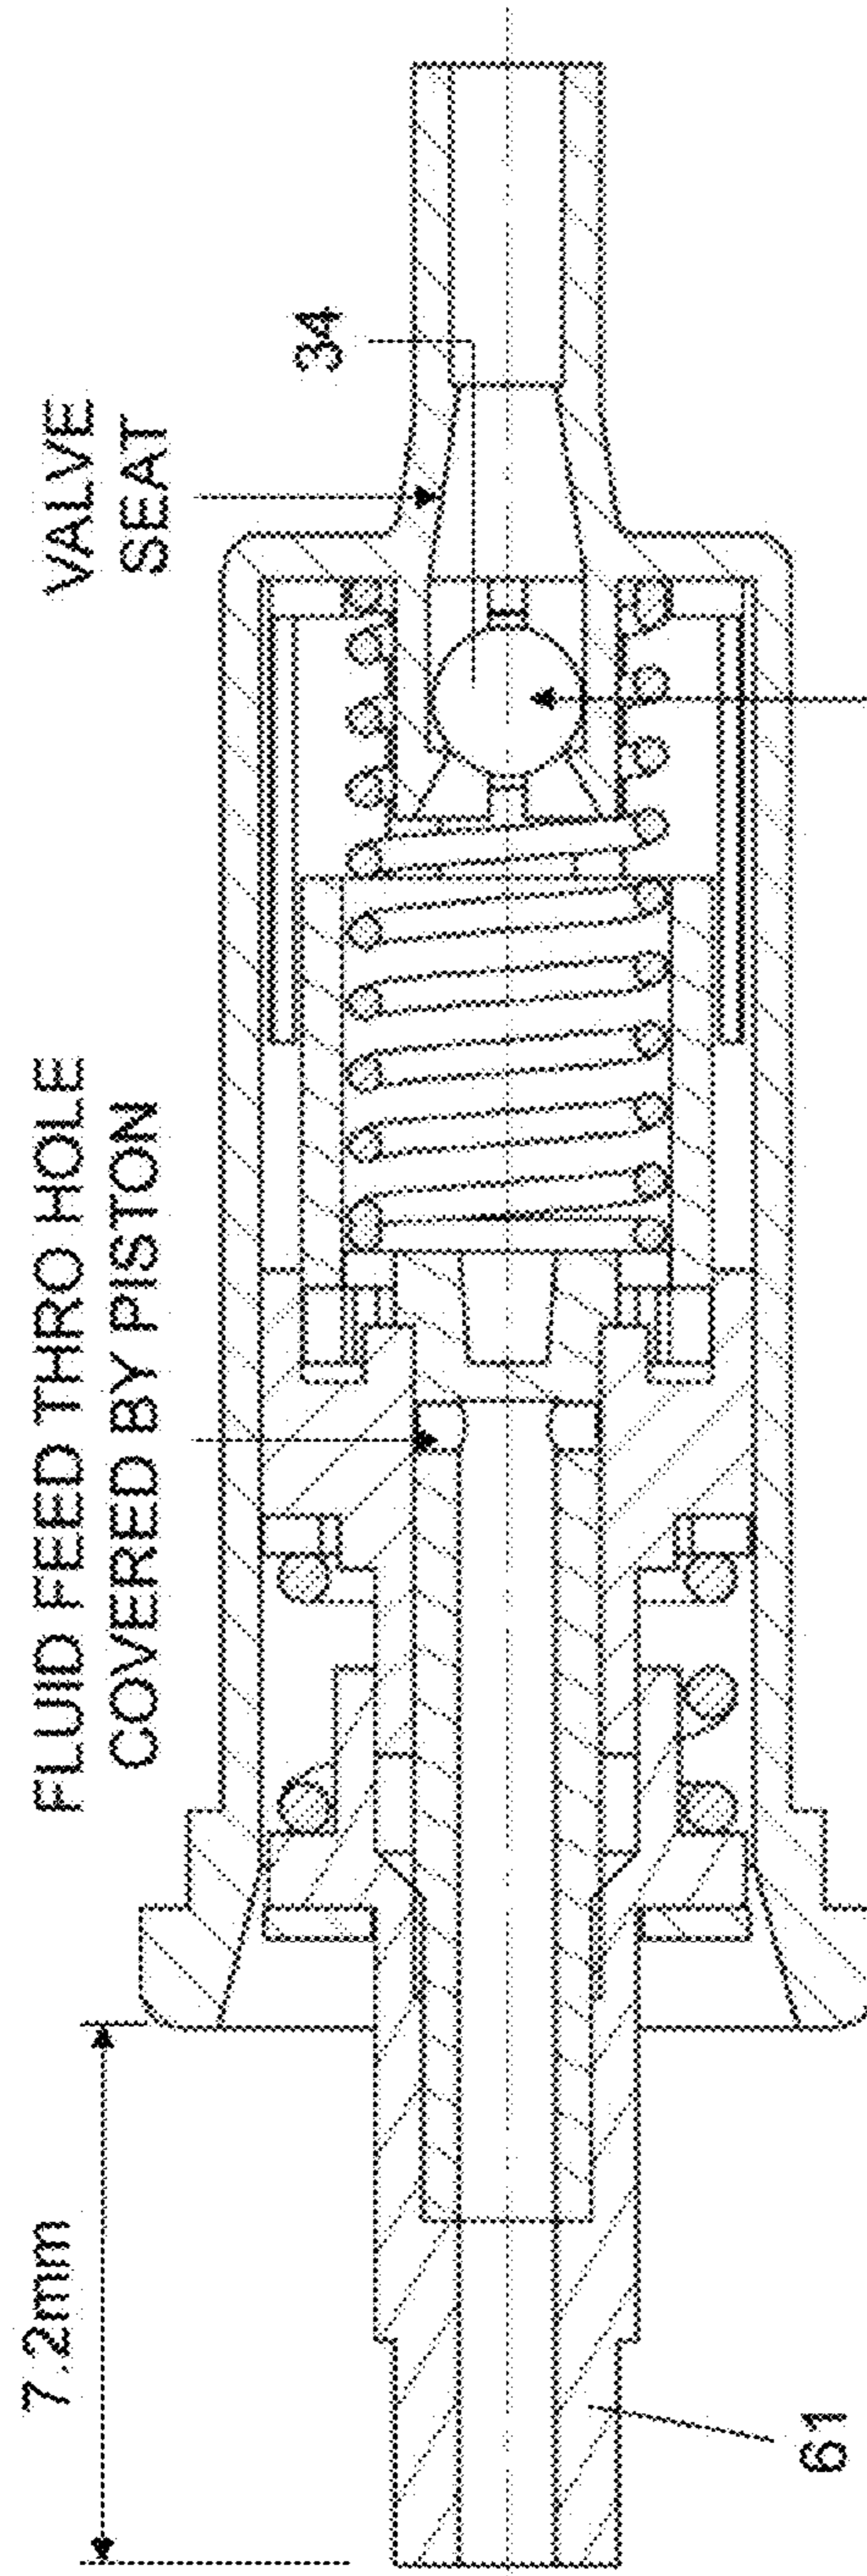 7.2mm
FLUID FEED THRO HOLE
COVERED BY PISTON
VALVE
SEAT
34
61